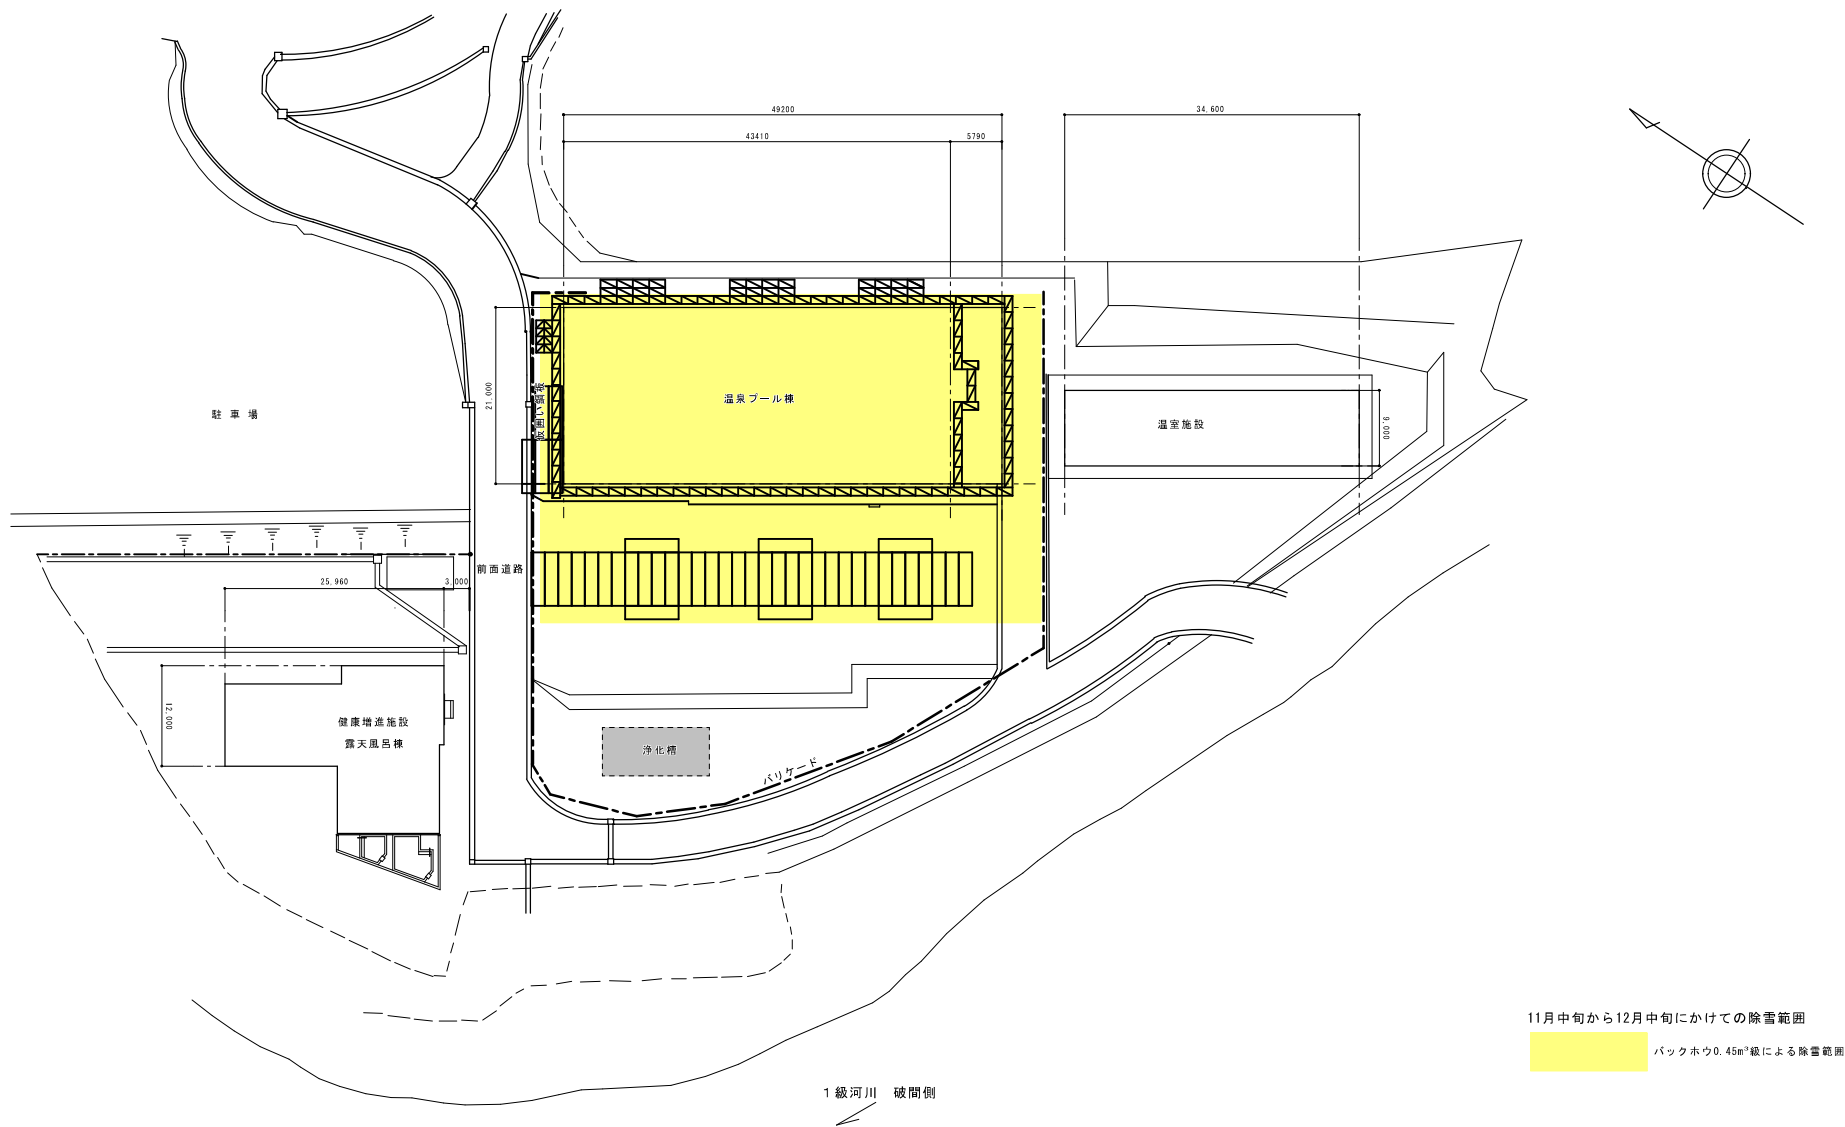 49200
34,600
43410
5790
21,000
仮囲い鋼板
温泉プール棟
駐車場
温室施設
9,000
前面道路
25,960
3,000
12,000
健康増進施設
露天風呂棟
浄化槽
バリケード
11月中旬から12月中旬にかけての除雪範囲
バックホウ0.45m³級による除雪範囲
1級河川　破間側